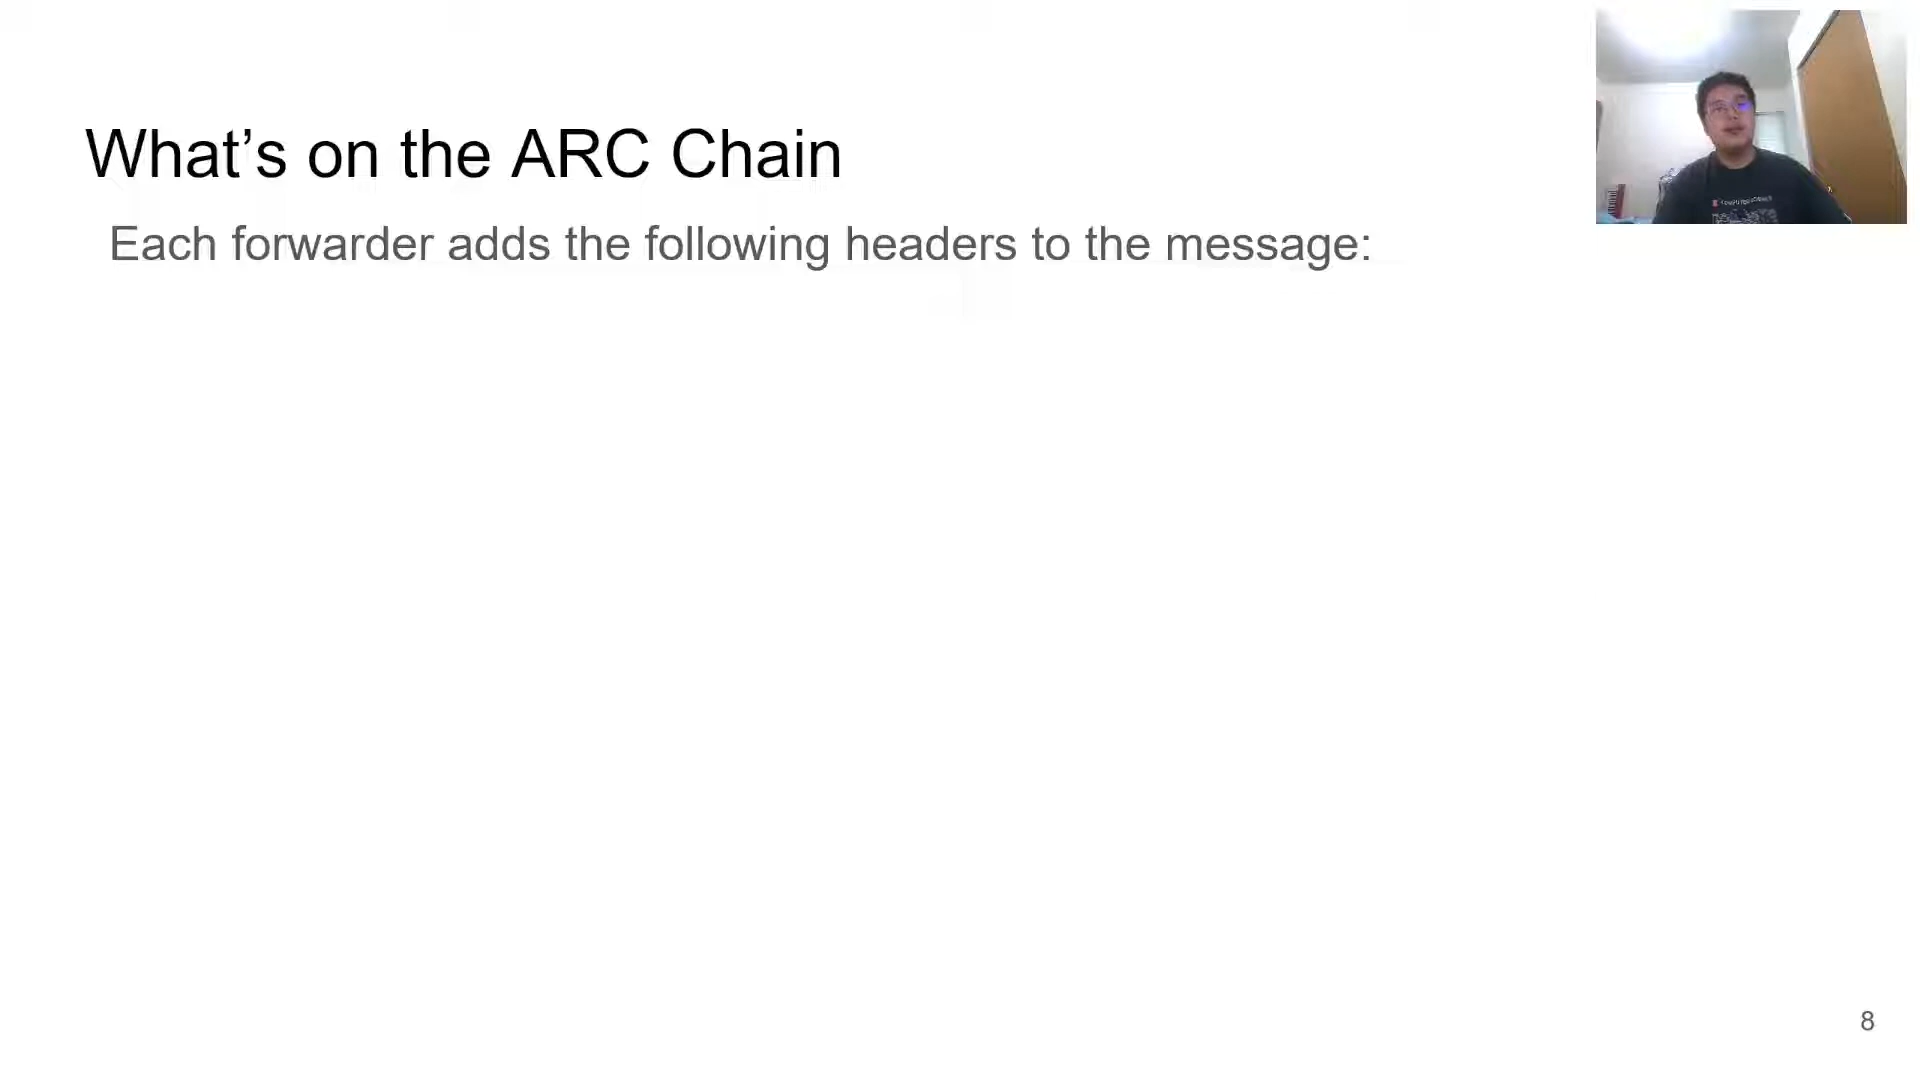 What’s on the ARC Chain
Each forwarder adds the following headers to the message:
8